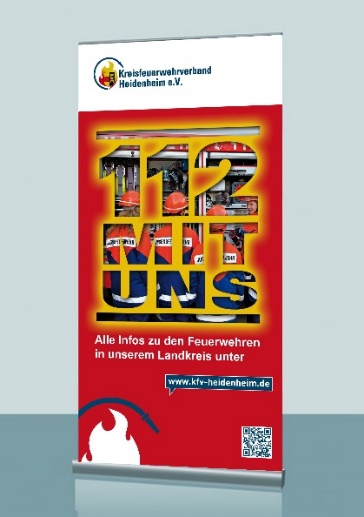 Kreisfeuerwehrverband
Heidenheim e.V.
112
MIT
UNS
Alle Infos zu den Feuerwehren
in unserem Landkreis unter
www.kfv-heidenheim.de